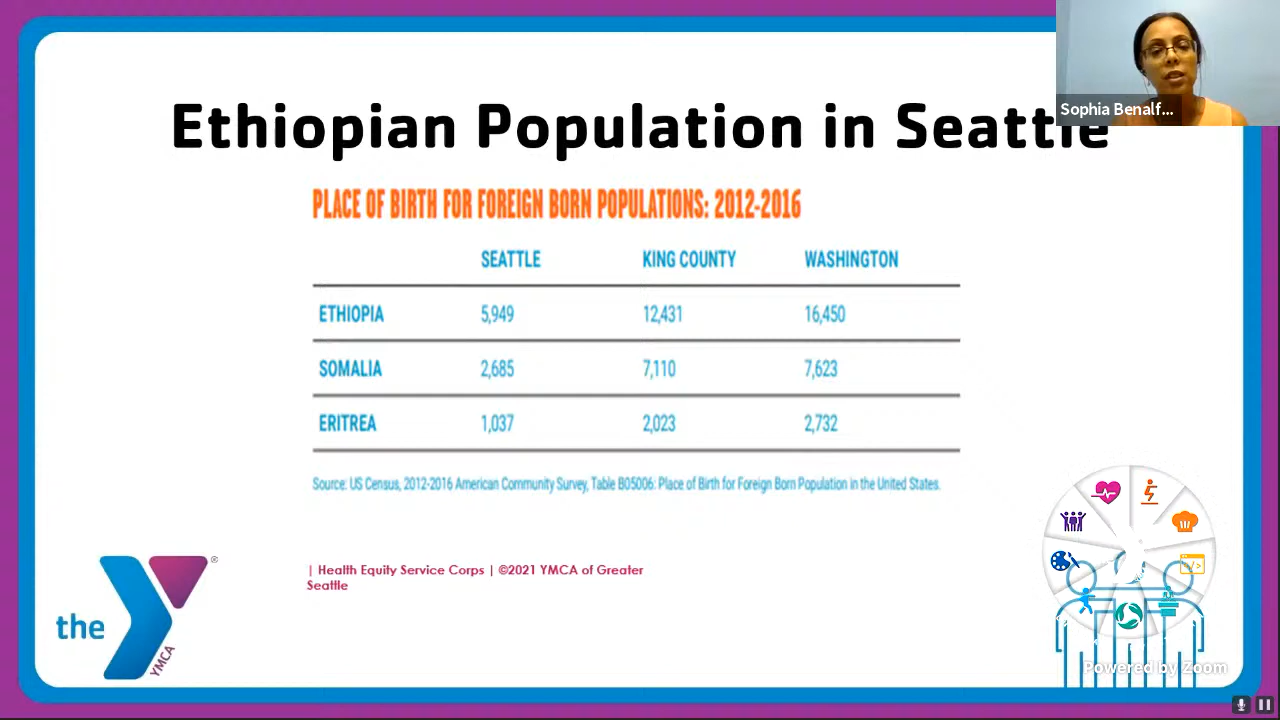 Ethiopian Population in Seattle
Sophia Benalf...
PLACE OF BIRTH FOR FOREIGN BORN POPULATIONS: 2012-2016
SEATTLE KING COUNTY WASHINGTON
ETHIOPIA 5,949 12,431 16,450
SOMALIA 2,685 7,110 7,623
ERITREA 1,037 2,023 2,732
Source: US Census, 2012-2016 American Community Survey, Table B05006: Place of Birth for Foreign Born Population in the United States.
| Health Equity Service Corps | ©2021 YMCA of Greater
Seattle
the
YMCA
®
</>
Powered by Zoom